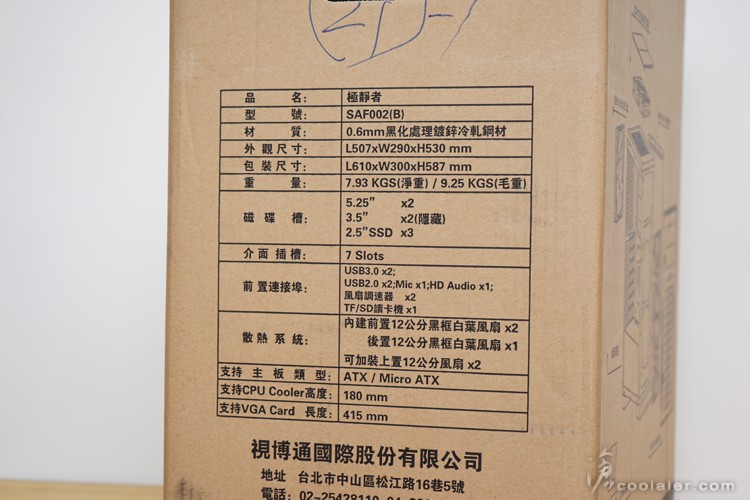 品 名： 極靜者
型 號： SAF002(B)
材 質： 0.6mm黑化處理鍍鋅冷軋鋼材
外 觀 尺 寸： L507xW290xH530 mm
包 裝 尺 寸： L610xW300xH587 mm
重 量： 7.93 KGS(淨重) / 9.25 KGS(毛重)
磁 碟 槽： 5.25” x2
3.5” x2(隱藏)
2.5”SSD x3
介 面 插 槽： 7 Slots
前 置 連接埠： USB3.0 x2;
USB2.0 x2;Mic x1;HD Audio x1;
風扇調速器 x2
TF/SD讀卡機 x1
散 熱 系 統： 內建前置12公分黑框白葉風扇 x2
後置12公分黑框白葉風扇 x1
可加裝上置12公分風扇 x2
支持 主 板 類 型： ATX / Micro ATX
支持CPU Cooler高度： 180 mm
支持VGA Card 長度： 415 mm
視博通國際股份有限公司
地址 台北市中山區松江路16巷5號
電話： 02-25428110
滄
coolaler.com